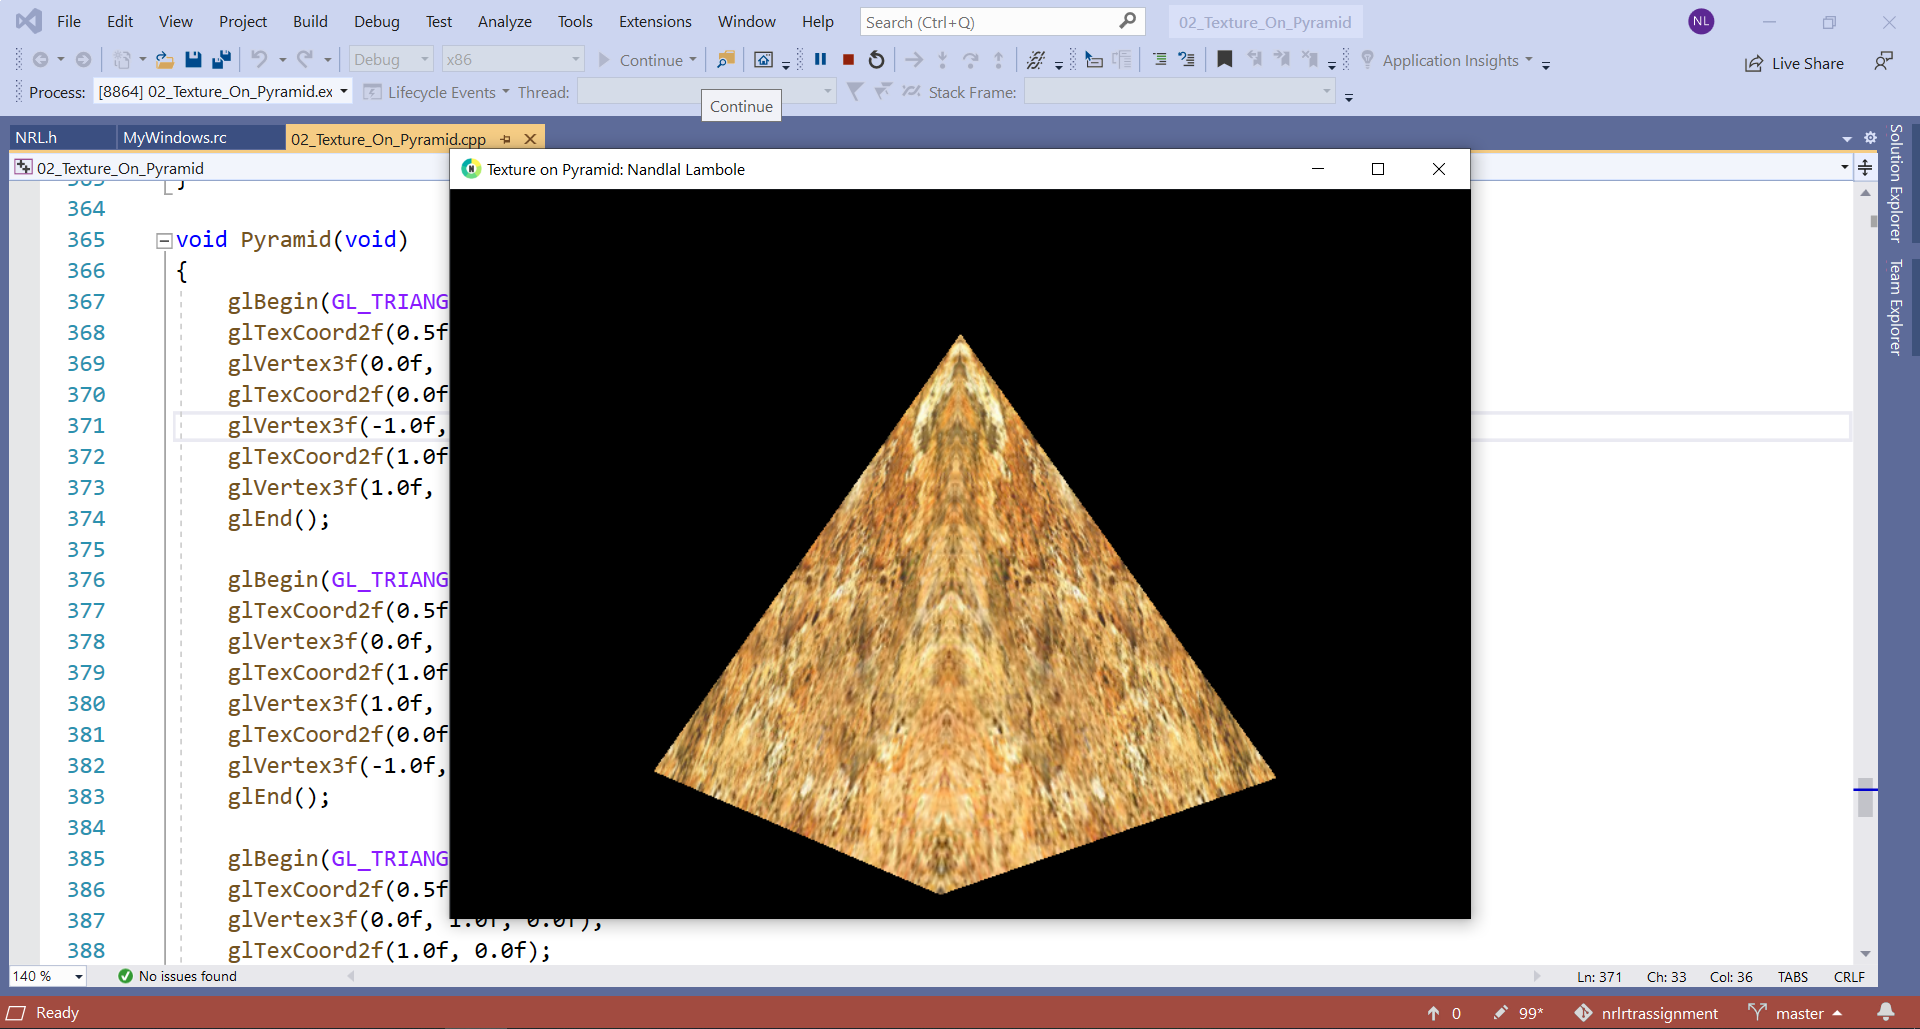 File Edit View Project Build Debug Test Analyze Tools Extensions Window Help Search (Ctrl+Q) 02_Texture_On_Pyramid NL
Debug x86 Continue Application Insights Live Share
Process: [8864] 02_Texture_On_Pyramid.ex Lifecycle Events Thread: Stack Frame:
Continue
NRL.h MyWindows.rc 02_Texture_On_Pyramid.cpp
02_Texture_On_Pyramid
Texture on Pyramid: Nandlal Lambole
Solution Explorer
Team Explorer
364
365 void Pyramid(void)
366 {
367 glBegin(GL_TRIANG
368 glTexCoord2f(0.5f
369 glVertex3f(0.0f,
370 glTexCoord2f(0.0f
371 glVertex3f(-1.0f,
372 glTexCoord2f(1.0f
373 glVertex3f(1.0f,
374 glEnd();
375
376 glBegin(GL_TRIANG
377 glTexCoord2f(0.5f
378 glVertex3f(0.0f,
379 glTexCoord2f(1.0f
380 glVertex3f(1.0f,
381 glTexCoord2f(0.0f
382 glVertex3f(-1.0f,
383 glEnd();
384
385 glBegin(GL_TRIANG
386 glTexCoord2f(0.5f
387 glVertex3f(0.0f, 1.0f, 0.0f);
388 glTexCoord2f(1.0f, 0.0f);
140 % No issues found Ln: 371 Ch: 33 Col: 36 TABS CRLF
Ready 0 99* nrlrtrassignment master